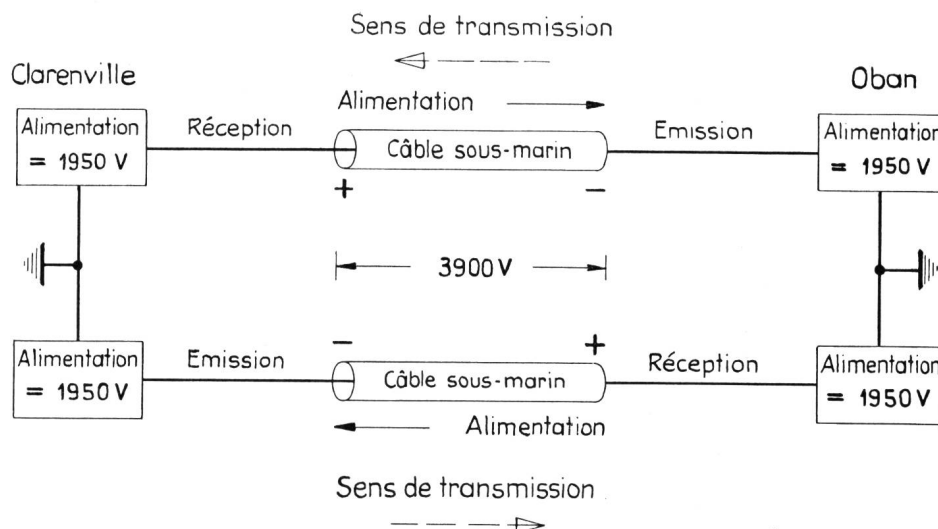 Sens de transmission
Clarenville
Oban
Alimentation
Alimentation
= 1950 V
Réception
Câble sous-marin
Emission
Alimentation
= 1950 V
+
-
3900 V
Alimentation
= 1950 V
Emission
-
+
Câble sous-marin
Réception
Alimentation
= 1950 V
Alimentation
Sens de transmission